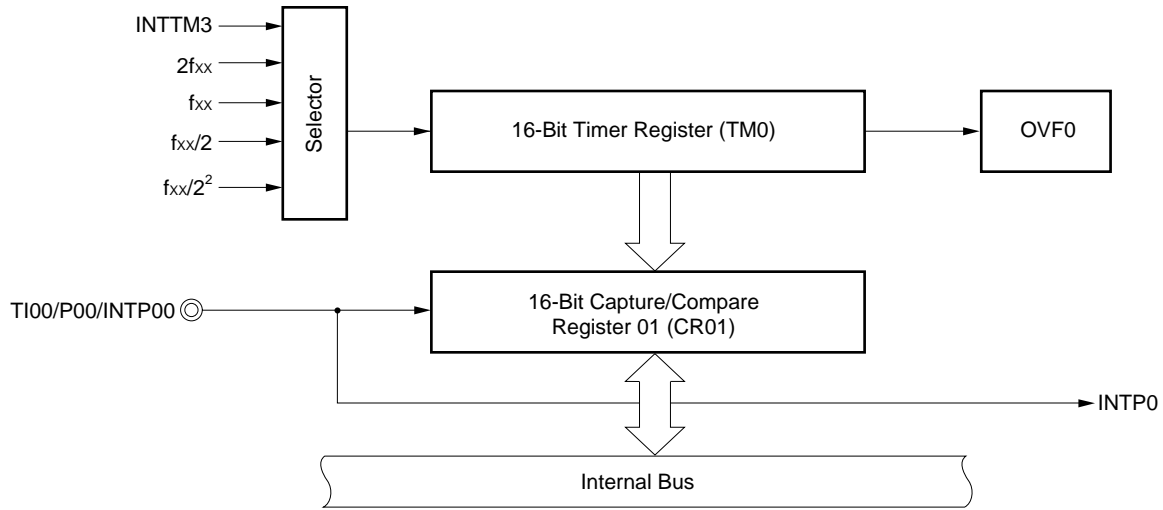 INTTM3
2fxx
fxx
fxx/2
fxx/2²
Selector
16-Bit Timer Register (TM0)
OVF0
TI00/P00/INTP00
16-Bit Capture/Compare
Register 01 (CR01)
INTP0
Internal Bus